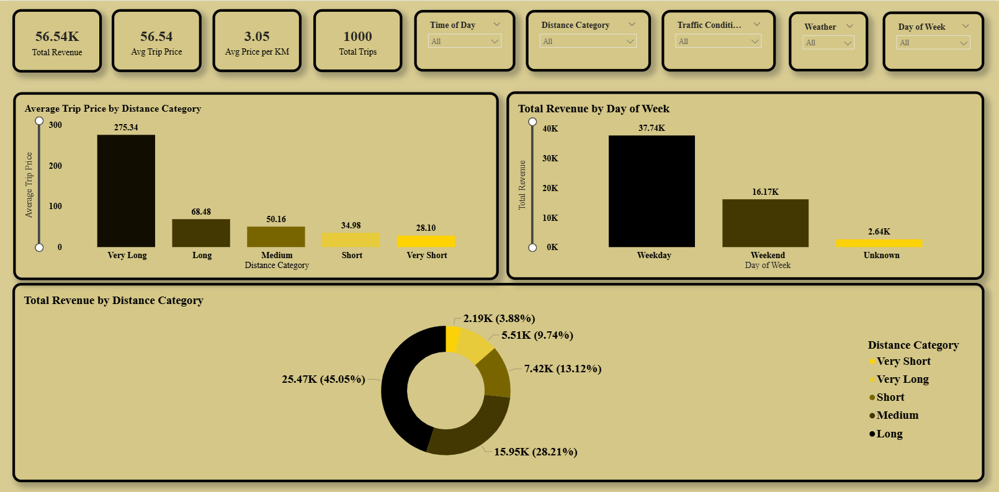 56.54K
Total Revenue
56.54
Avg Trip Price
3.05
Avg Price per KM
1000
Total Trips
Time of Day
All
Distance Category
All
Traffic Conditi...
All
Weather
All
Day of Week
All
Average Trip Price by Distance Category
Average Trip Price
300
200
100
0
275.34
68.48
50.16
34.98
28.10
Very Long
Long
Medium
Short
Very Short
Distance Category
Total Revenue by Day of Week
Total Revenue
40K
30K
20K
10K
0K
37.74K
16.17K
2.64K
Weekday
Weekend
Unknown
Day of Week
Total Revenue by Distance Category
2.19K (3.88%)
5.51K (9.74%)
7.42K (13.12%)
25.47K (45.05%)
15.95K (28.21%)
Distance Category
Very Short
Very Long
Short
Medium
Long